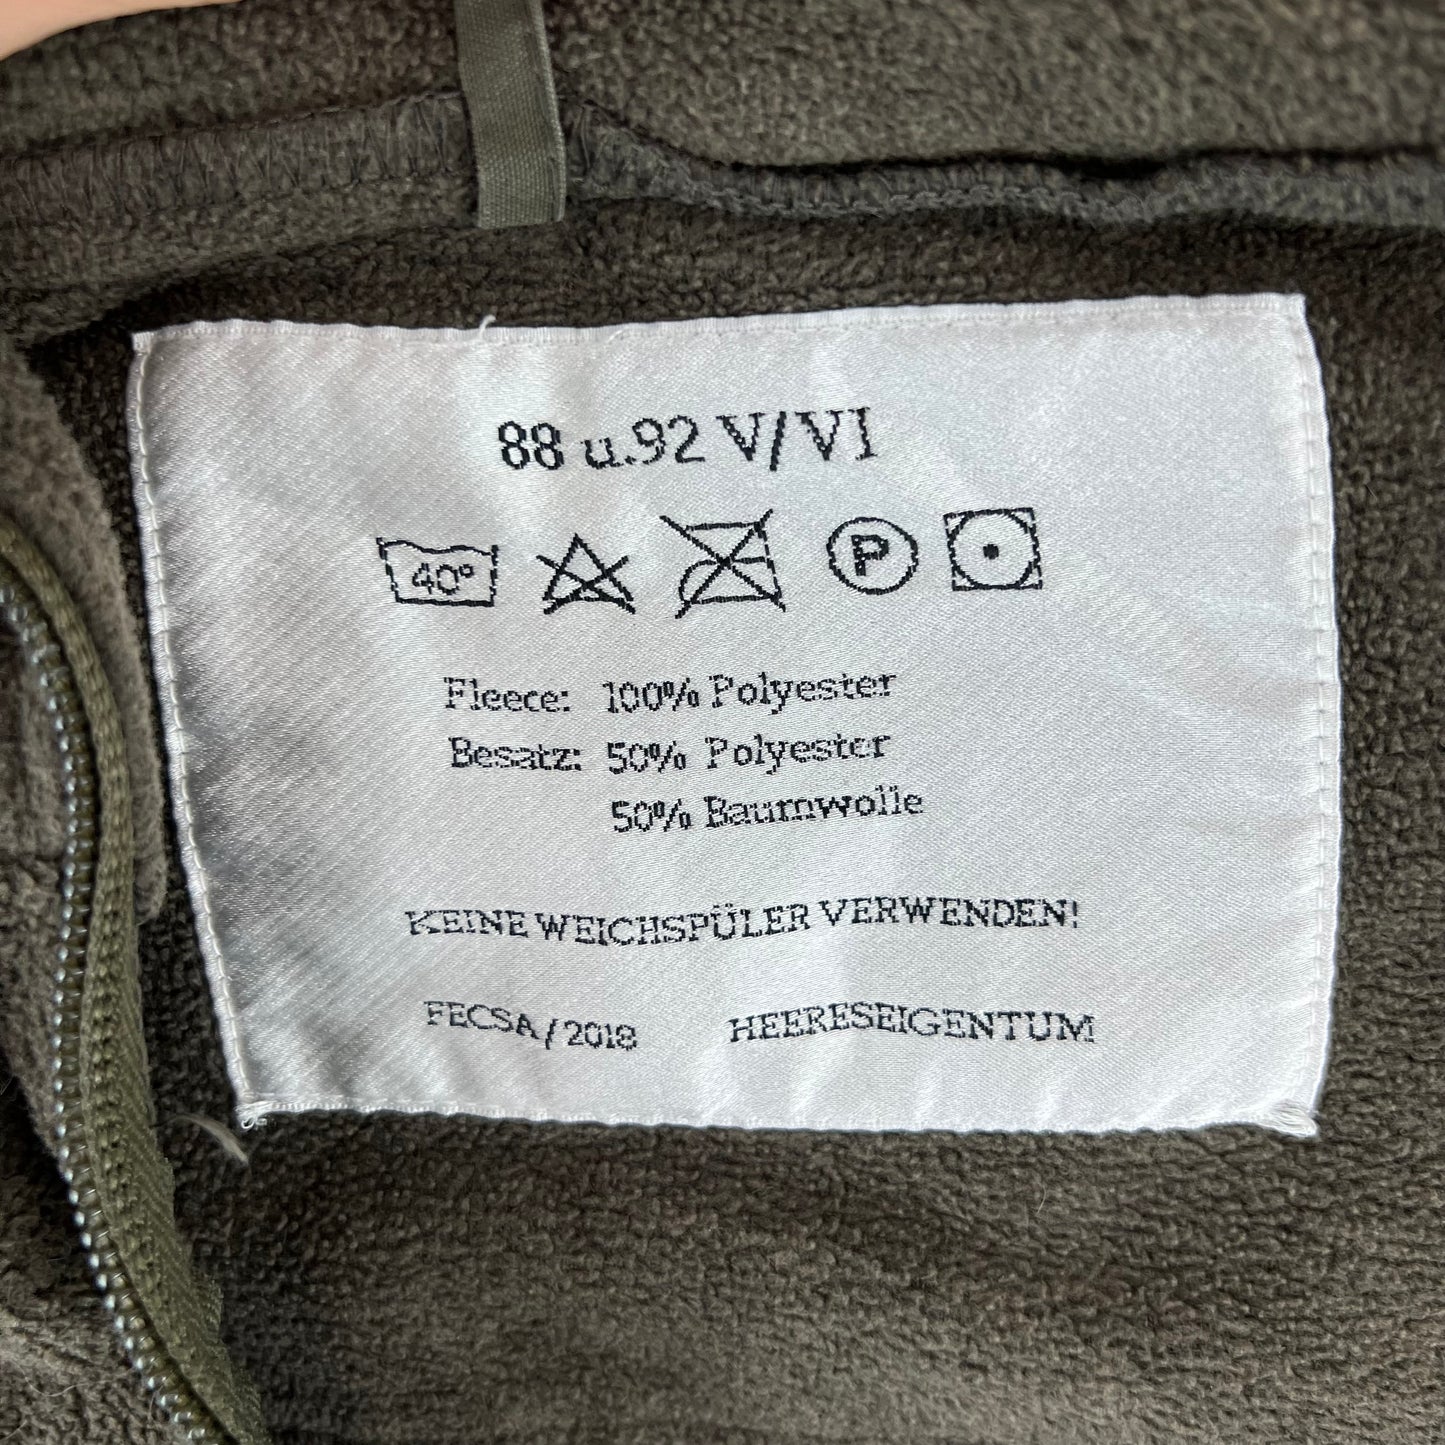 88 u.92 V/VI
40° P
Fleece: 100% Polyester
Besatz: 50% Polyester
50% Baumwolle
KEINE WEICHSPÜLER VERWENDEN!
FECSA/2018 HEERESEIGENTUM